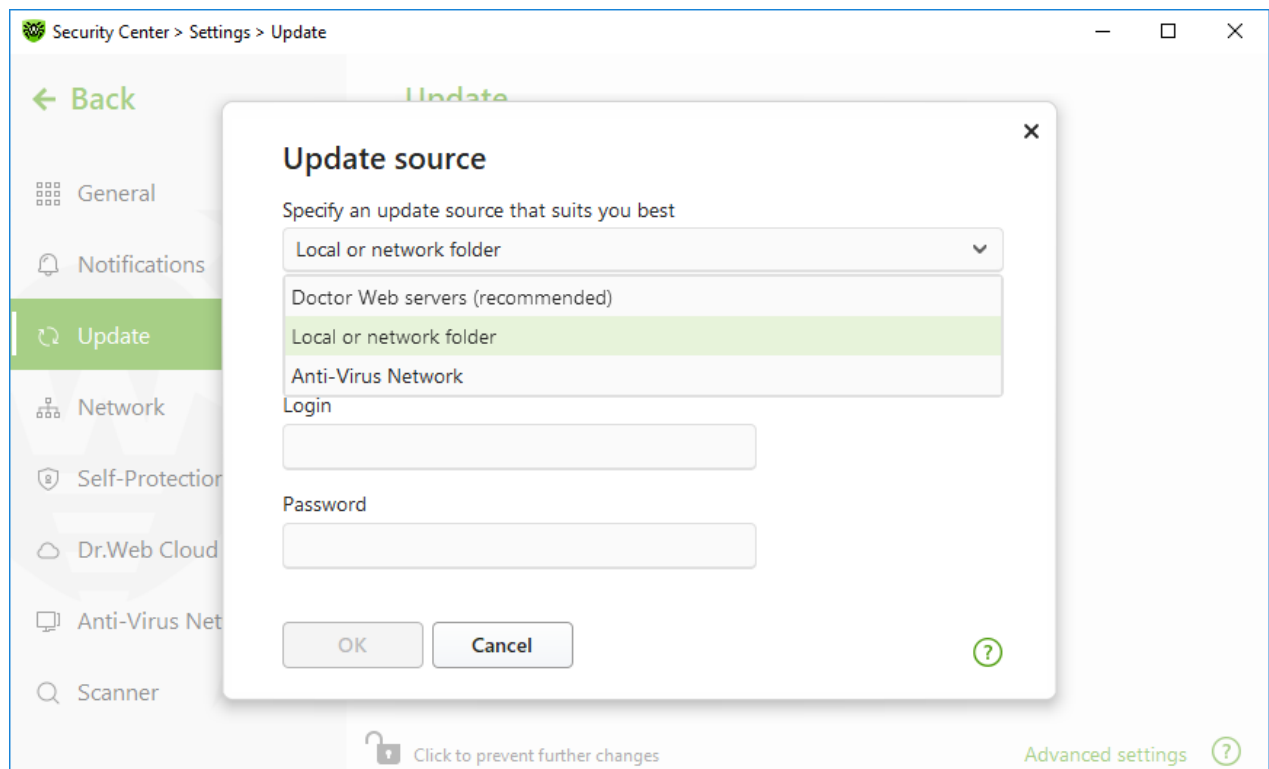 Security Center > Settings > Update
Back
Update
General
Notifications
Update
Network
Self-Protection
Dr.Web Cloud
Anti-Virus Net
Scanner
Update source
Specify an update source that suits you best
Local or network folder
Doctor Web servers (recommended)
Local or network folder
Anti-Virus Network
Login
Password
OK Cancel
?
Click to prevent further changes
Advanced settings ?